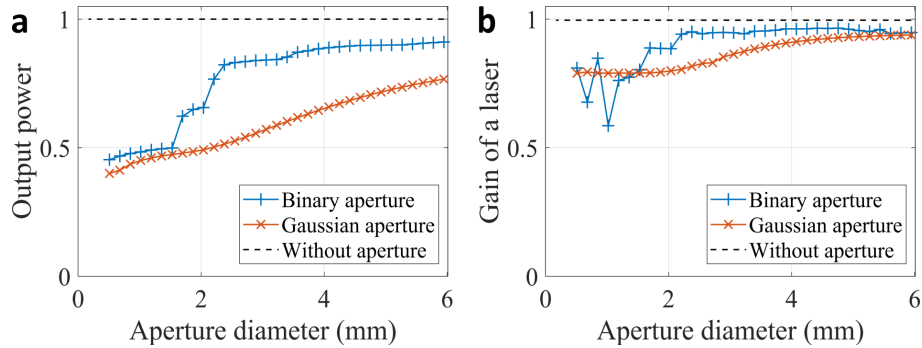 a
Output power
1
0.5
0
0
2
4
6
Binary aperture
Gaussian aperture
Without aperture
Aperture diameter (mm)
b
Gain of a laser
1
0.5
0
0
2
4
6
Binary aperture
Gaussian aperture
Without aperture
Aperture diameter (mm)